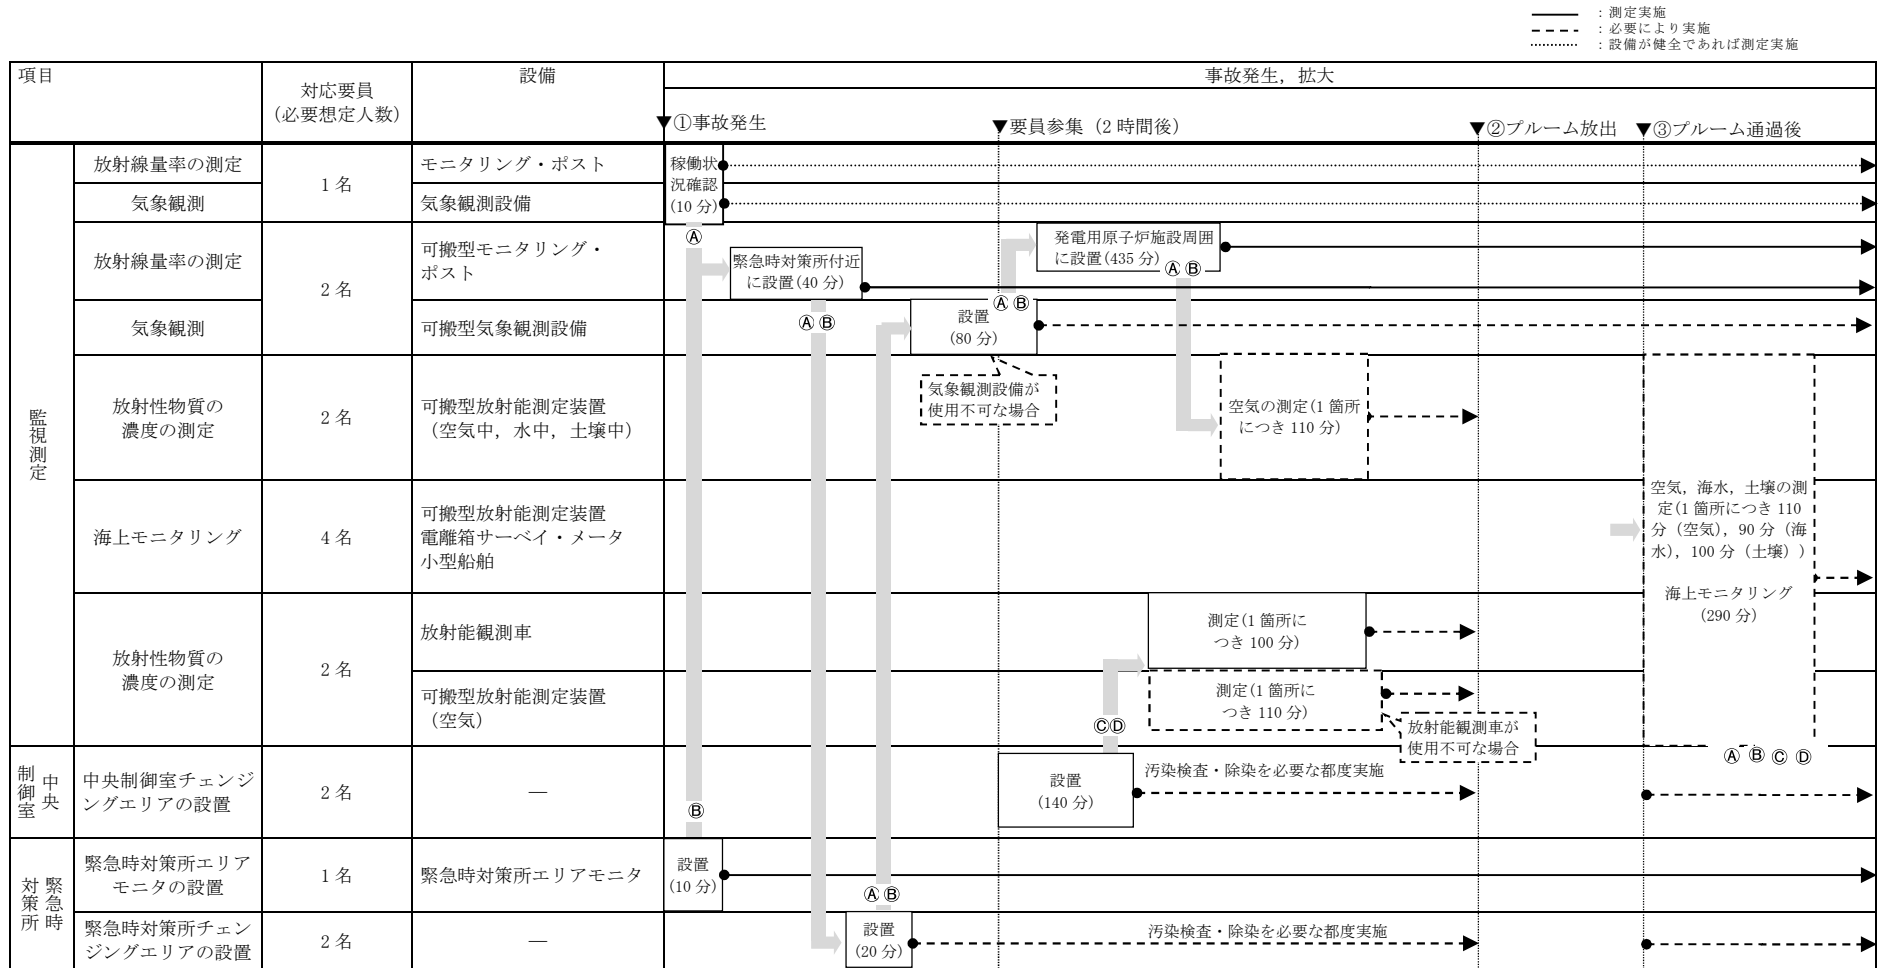 ：測定実施
：必要により実施
：設備が健全であれば測定実施
項目
対応要員
（必要想定人数）
設備
事故発生，拡大
▼①事故発生
▼要員参集（2 時間後）
▼②プルーム放出
▼③プルーム通過後
監視測定
放射線量率の測定
1 名
モニタリング・ポスト
稼働状
況確認
(10 分)
気象観測
気象観測設備
Ⓐ
放射線量率の測定
2 名
可搬型モニタリング・
ポスト
緊急時対策所付近
に設置(40 分)
発電用原子炉施設周囲
に設置(435 分)
Ⓐ Ⓑ
気象観測
可搬型気象観測設備
Ⓐ Ⓑ
設置
(80 分)
Ⓐ Ⓑ
気象観測設備が
使用不可な場合
放射性物質の
濃度の測定
2 名
可搬型放射能測定装置
（空気中，水中，土壌中）
空気の測定(1 箇所
につき 110 分)
海上モニタリング
4 名
可搬型放射能測定装置
電離箱サーベイ・メータ
小型船舶
空気，海水，土壌の測
定(1 箇所につき 110
分（空気），90 分（海
水），100 分（土壌）)
海上モニタリング
(290 分)
放射性物質の
濃度の測定
2 名
放射能観測車
測定(1 箇所に
つき 100 分)
可搬型放射能測定装置
（空気）
測定(1 箇所に
つき 110 分)
ⒸⒹ
放射能観測車が
使用不可な場合
Ⓐ Ⓑ Ⓒ Ⓓ
中央
制御室
中央制御室チェンジ
ングエリアの設置
2 名
―
Ⓑ
設置
(140 分)
汚染検査・除染を必要な都度実施
緊急時
対策所
緊急時対策所エリア
モニタの設置
1 名
緊急時対策所エリアモニタ
設置
(10 分)
Ⓐ Ⓑ
緊急時対策所チェン
ジングエリアの設置
2 名
―
設置
(20 分)
汚染検査・除染を必要な都度実施